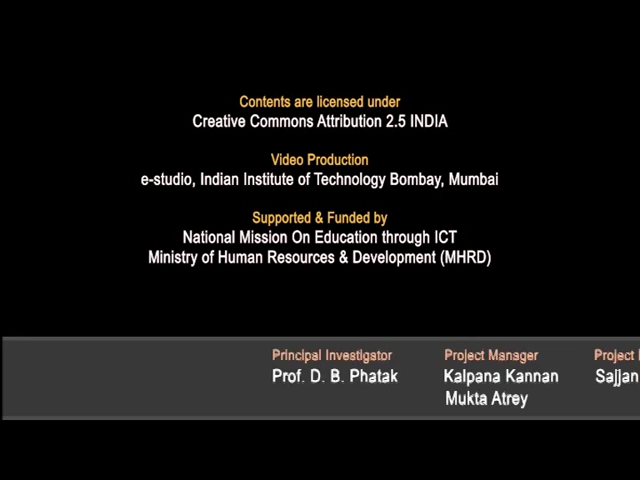 Contents are licensed under
Creative Commons Attribution 2.5 INDIA
Video Production
e-studio, Indian Institute of Technology Bombay, Mumbai
Supported & Funded by
National Mission On Education through ICT
Ministry of Human Resources & Development (MHRD)
Principal Investigator
Prof. D. B. Phatak
Project Manager
Kalpana Kannan
Mukta Atrey
Project
Sajjan